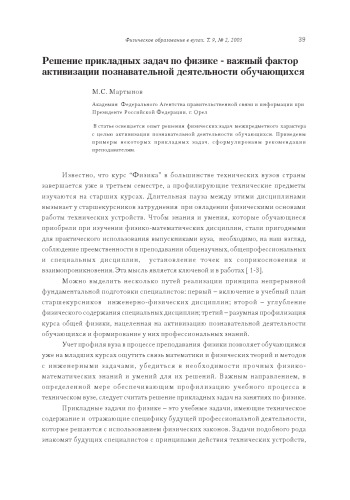 Физическое образование в вузах. Т. 9, № 2, 2003
39
Решение прикладных задач по физике - важный фактор
активизации познавательной деятельности обучающихся
М.С. Мартынов
Академия Федерального Агентства правительственной связи и информации при
Президенте Российской Федерации, г. Орел
В статье освещается опыт решения физических задач межпредметного характера
с целью активизации познавательной деятельности обучающихся. Приведены
примеры некоторых прикладных задач, сформулированы рекомендации
преподавателям.
Известно, что курс “Физика” в большинстве технических вузов страны
завершается уже в третьем семестре, а профилирующие технические предметы
изучаются на старших курсах. Длительная пауза между этими дисциплинами
вызывает у старшекурсников затруднения при овладении физическими основами
работы технических устройств. Чтобы знания и умения, которые обучающиеся
приобрели при изучении физико-математических дисциплин, стали пригодными
для практического использования выпускниками вуза, необходимо, на наш взгляд,
соблюдение преемственности в преподавании общенаучных, общепрофессиональных
и специальных дисциплин, установление точек их соприкосновения и
взаимопроникновения. Эта мысль является ключевой и в работах [ 1-3].
Можно выделить несколько путей реализации принципа непрерывной
фундаментальной подготовки специалистов: первый – включение в учебный план
старшекурсников инженерно-физических дисциплин; второй – углубление
физического содержания специальных дисциплин; третий – разумная профилизация
курса общей физики, нацеленная на активизацию познавательной деятельности
обучающихся и формирование у них профессиональных знаний.
Учет профиля вуза в процессе преподавания физики позволяет обучающимся
уже на младших курсах ощутить связь математики и физических теорий и методов
с инженерными задачами, убедиться в необходимости прочных физико-
математических знаний и умений для их решений. Важным направлением, в
определенной мере обеспечивающим профилизацию учебного процесса в
техническом вузе, следует считать решение прикладных задач на занятиях по физике.
Прикладные задачи по физике – это учебные задачи, имеющие техническое
содержание и отражающие специфику будущей профессиональной деятельности,
которые решаются с использованием физических законов. Задачи подобного рода
знакомят будущих специалистов с принципами действия технических устройств,